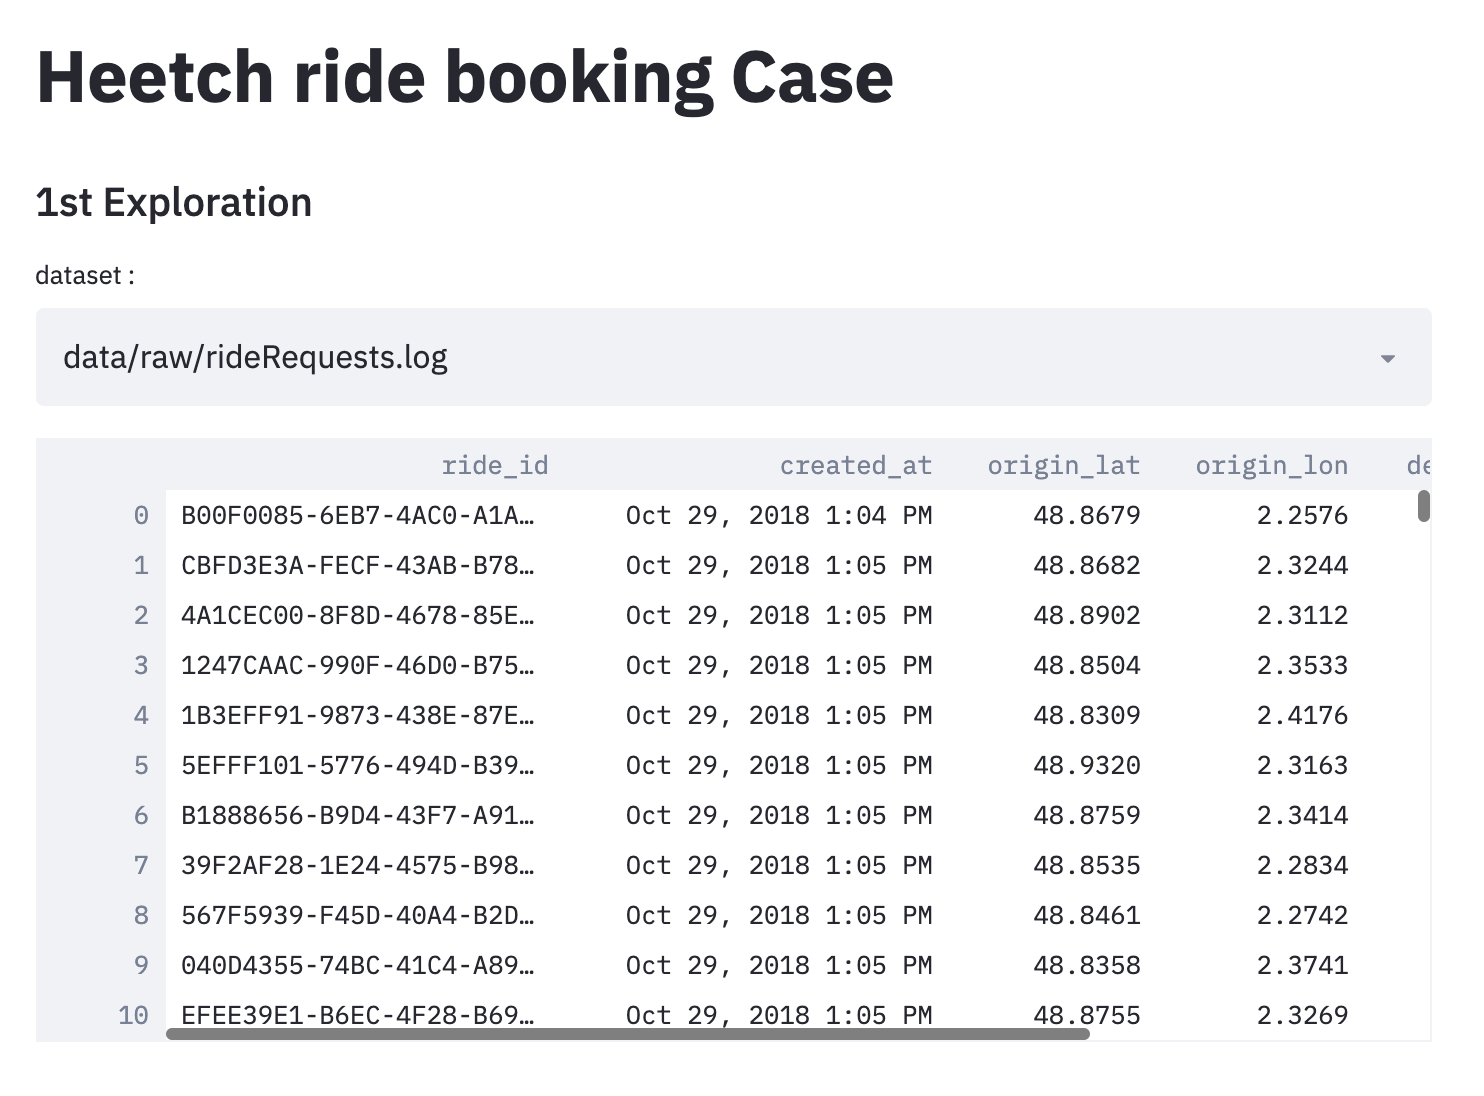 Heetch ride booking Case
1st Exploration
dataset :
data/raw/rideRequests.log
ride_id created_at origin_lat origin_lon de
0 B00F0085-6EB7-4AC0-A1A… Oct 29, 2018 1:04 PM 48.8679 2.2576
1 CBFD3E3A-FECF-43AB-B78… Oct 29, 2018 1:05 PM 48.8682 2.3244
2 4A1CEC00-8F8D-4678-85E… Oct 29, 2018 1:05 PM 48.8902 2.3112
3 1247CAAC-990F-46D0-B75… Oct 29, 2018 1:05 PM 48.8504 2.3533
4 1B3EFF91-9873-438E-87E… Oct 29, 2018 1:05 PM 48.8309 2.4176
5 5EFFF101-5776-494D-B39… Oct 29, 2018 1:05 PM 48.9320 2.3163
6 B1888656-B9D4-43F7-A91… Oct 29, 2018 1:05 PM 48.8759 2.3414
7 39F2AF28-1E24-4575-B98… Oct 29, 2018 1:05 PM 48.8535 2.2834
8 567F5939-F45D-40A4-B2D… Oct 29, 2018 1:05 PM 48.8461 2.2742
9 040D4355-74BC-41C4-A89… Oct 29, 2018 1:05 PM 48.8358 2.3741
10 EFEE39E1-B6EC-4F28-B69… Oct 29, 2018 1:05 PM 48.8755 2.3269